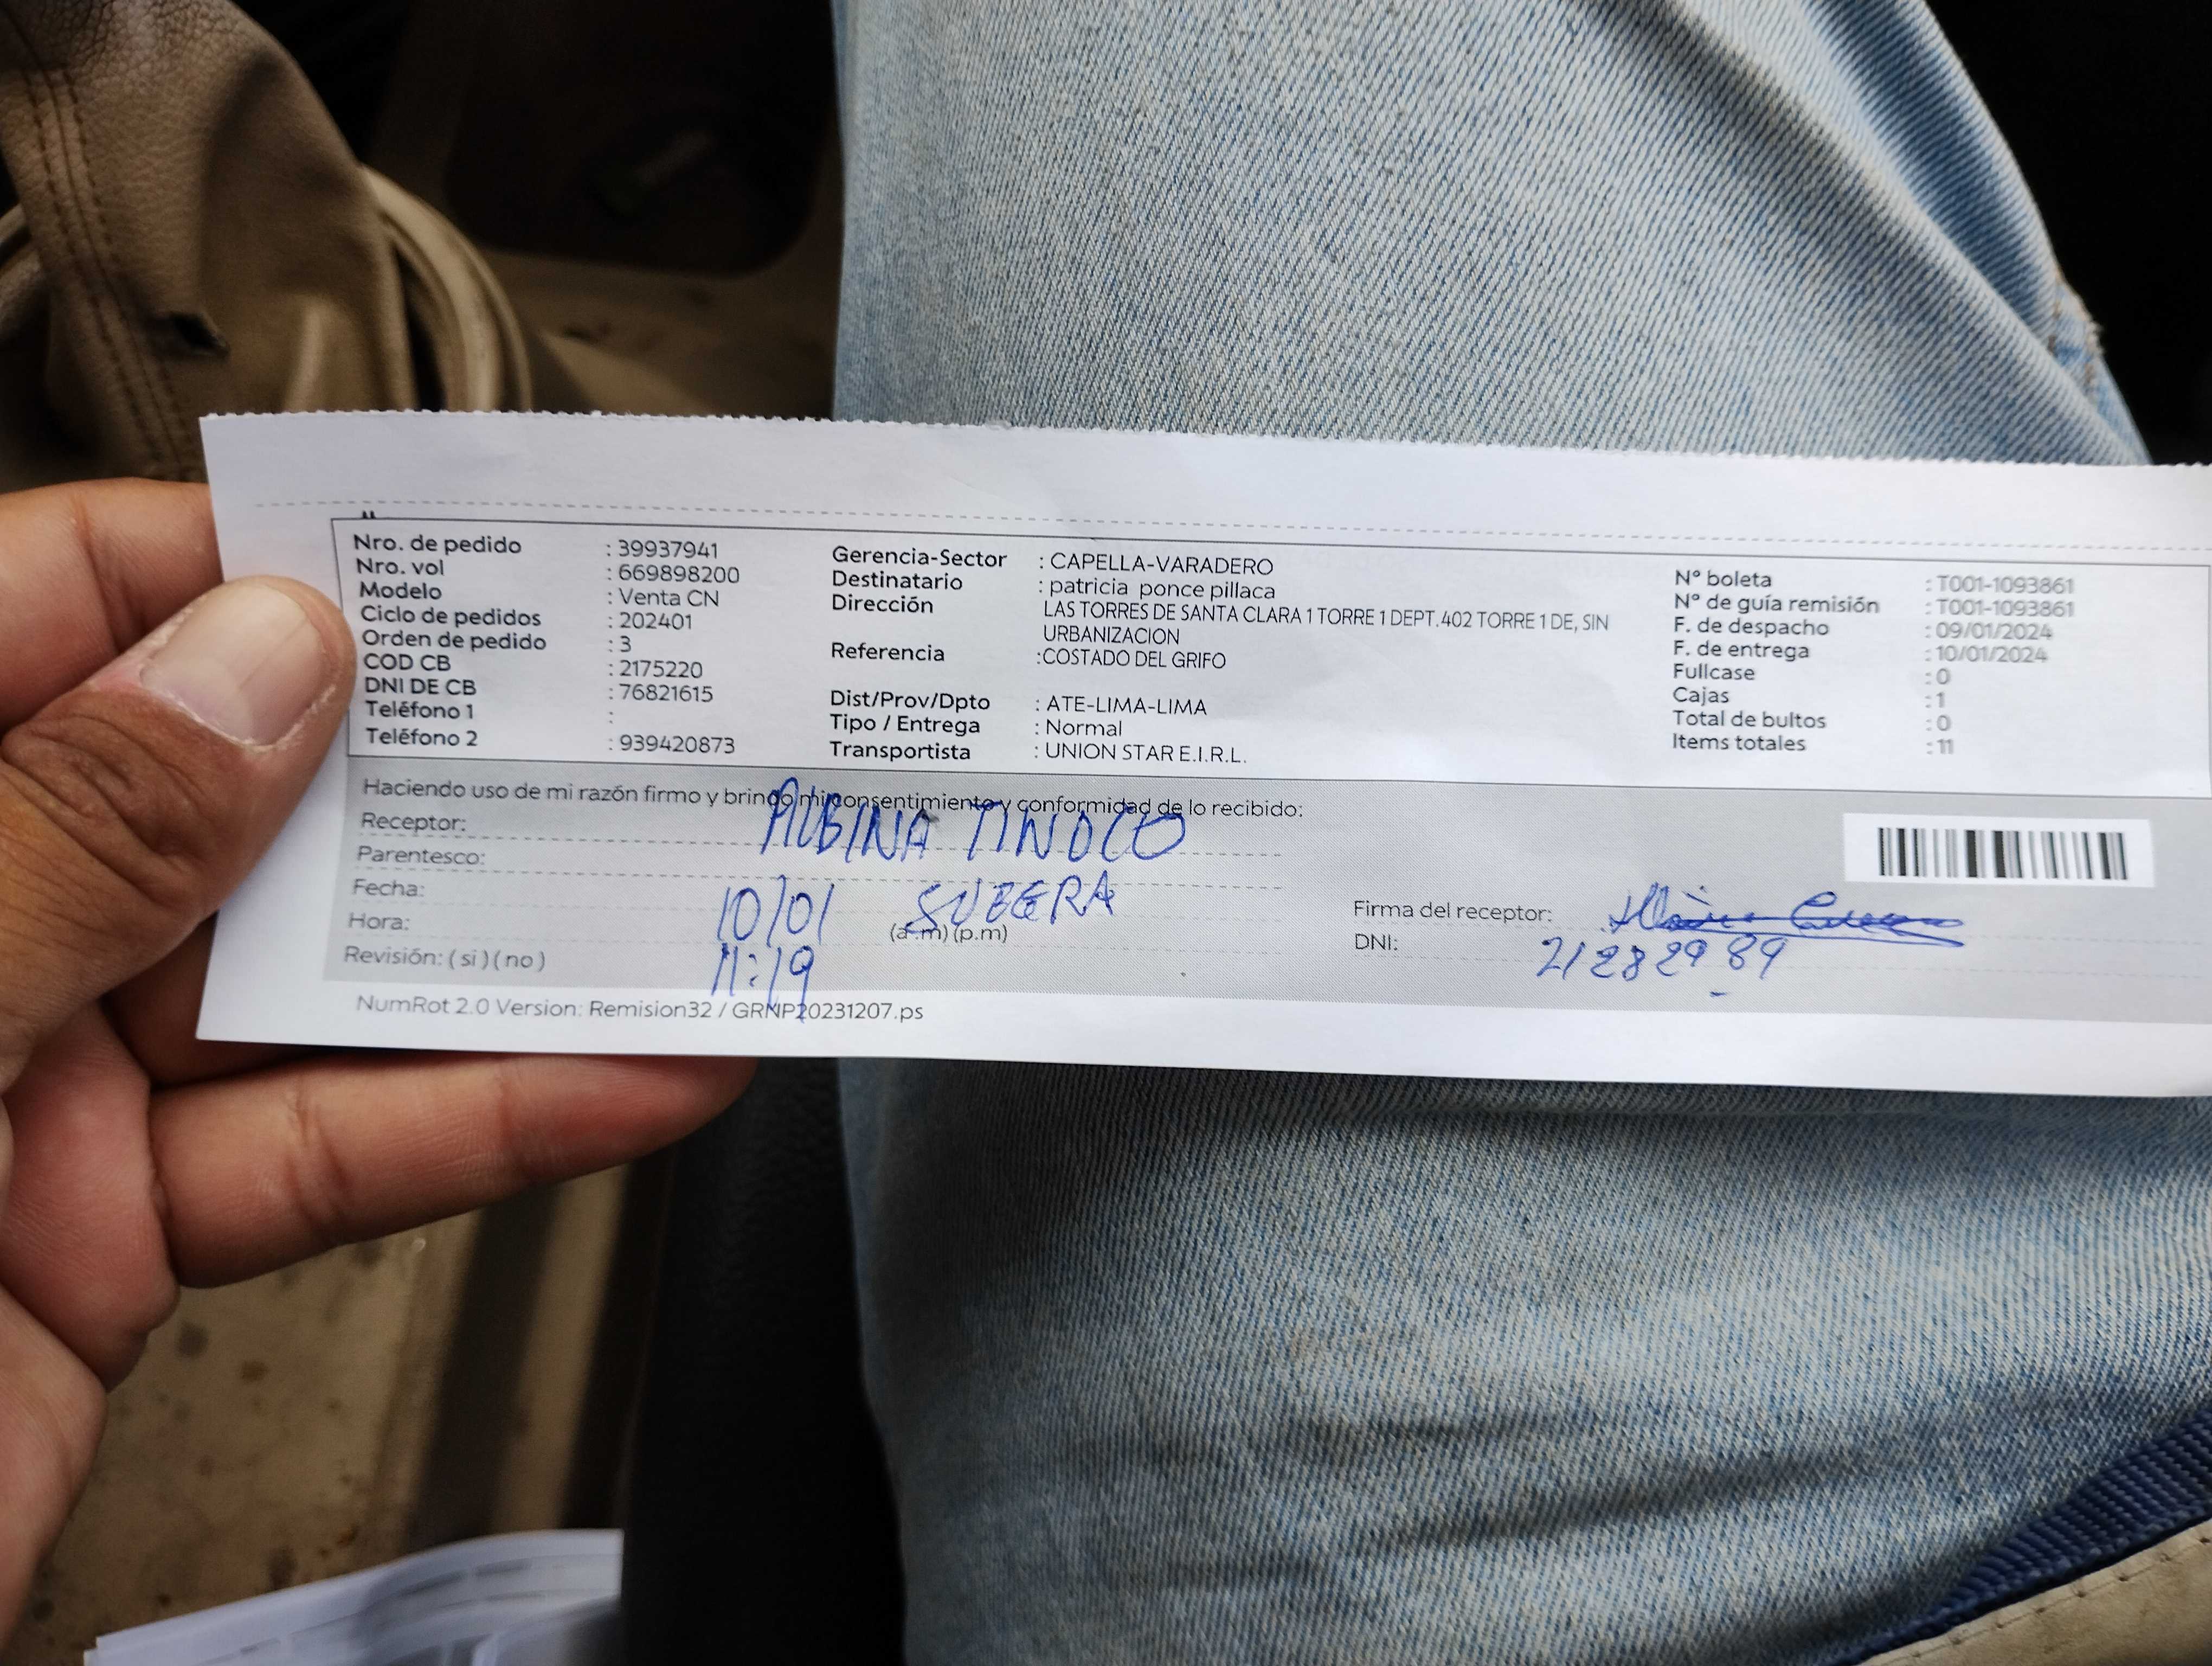 Nro. de pedido : 39937941
Nro. vol : 669898200
Modelo : Venta CN
Ciclo de pedidos : 202401
Orden de pedido : 3
COD CB : 2175220
DNI DE CB : 76821615
Teléfono 1 :
Teléfono 2 : 939420873
Gerencia-Sector : CAPELLA-VARADERO
Destinatario : patricia ponce pillaca
Dirección LAS TORRES DE SANTA CLARA 1 TORRE 1 DEPT.402 TORRE 1 DE, SIN
URBANIZACION
Referencia :COSTADO DEL GRIFO
Dist/Prov/Dpto : ATE-LIMA-LIMA
Tipo / Entrega : Normal
Transportista : UNION STAR E.I.R.L.
N° boleta : T001-1093861
N° de guía remisión : T001-1093861
F. de despacho : 09/01/2024
F. de entrega : 10/01/2024
Fullcase : 0
Cajas : 1
Total de bultos : 0
Items totales : 11
Haciendo uso de mi razón firmo y bringo mi consentimiento y conformidad de lo recibido:
Receptor: ALBINA TINOCO
Parentesco: SUEGRA
Fecha: 10/01
Hora: 11:19 (a.m) (p.m)
Revisión: ( si ) ( no )
Firma del receptor:
DNI: 21282989
NumRot 2.0 Version: Remision32 / GRNP20231207.ps